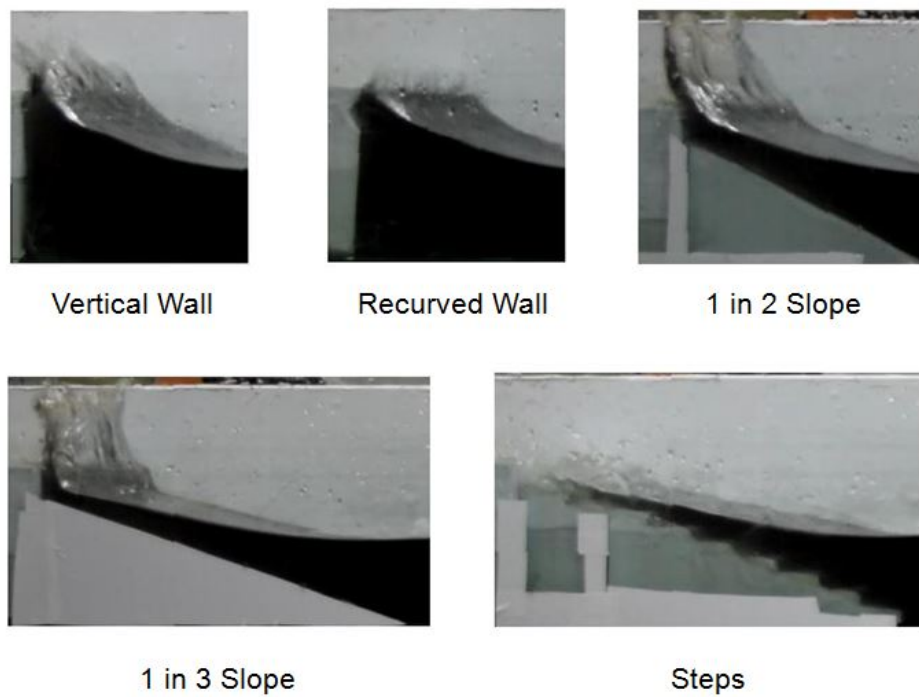 Vertical Wall
Recurved Wall
1 in 2 Slope
1 in 3 Slope
Steps